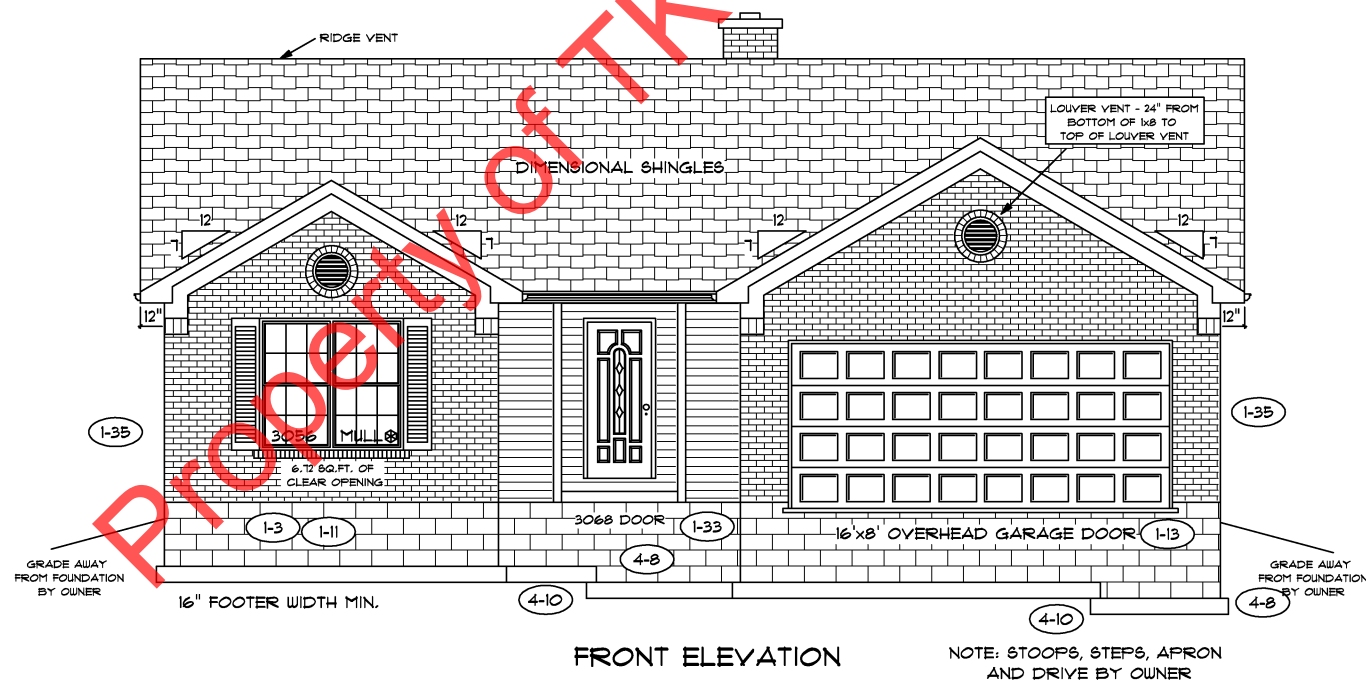 RIDGE VENT
LOUVER VENT - 24" FROM
BOTTOM OF 1x8 TO
TOP OF LOUVER VENT
DIMENSIONAL SHINGLES
12
12
12
12
7
7
7
7
12"
12"
1-35
1-35
3056 MULL
6.72 SQ.FT. OF
CLEAR OPENING
1-3
1-11
3068 DOOR
1-33
16'x8' OVERHEAD GARAGE DOOR
1-13
4-8
GRADE AWAY
FROM FOUNDATION
BY OWNER
GRADE AWAY
FROM FOUNDATION
BY OWNER
16" FOOTER WIDTH MIN.
4-10
4-8
4-10
FRONT ELEVATION
NOTE: STOOPS, STEPS, APRON
AND DRIVE BY OWNER
Property of TK